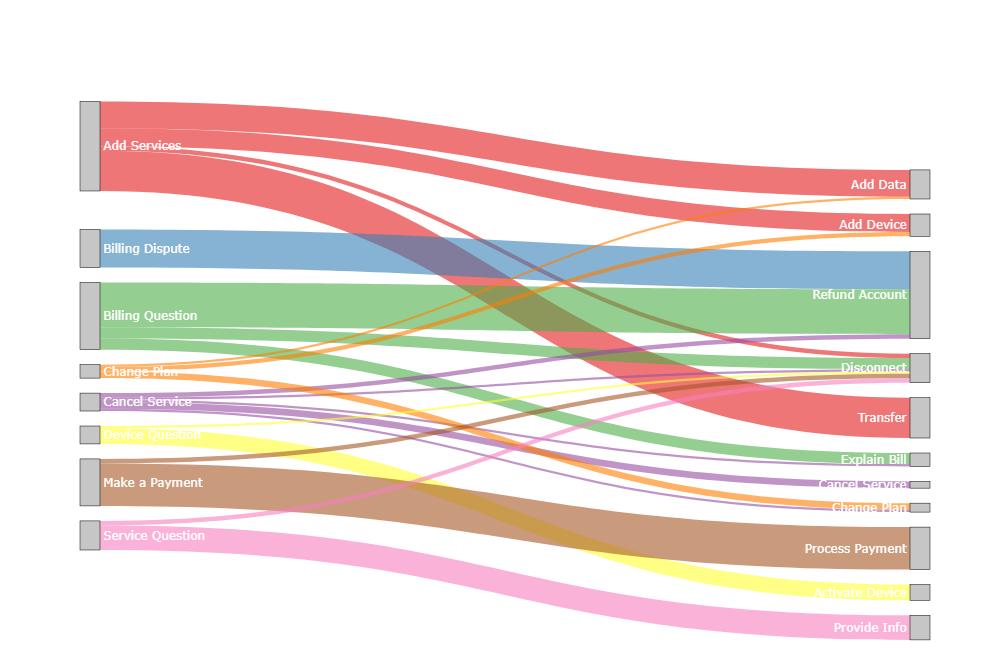 Add Services
Billing Dispute
Billing Question
Change Plan
Cancel Service
Device Question
Make a Payment
Service Question
Add Data
Add Device
Refund Account
Disconnect
Transfer
Explain Bill
Cancel Service
Change Plan
Process Payment
Activate Device
Provide Info